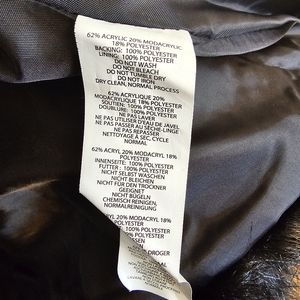 62% ACRYLIC 20% MODACRYLIC
18% POLYESTER
BACKING: 100% POLYESTER
LINING: 100% POLYESTER
DO NOT WASH
DO NOT BLEACH
DO NOT TUMBLE DRY
DO NOT IRON
DRY CLEAN, NORMAL PROCESS
62% ACRYLIQUE 20%
MODACRYLIQUE 18% POLYESTER
SOUTIEN: 100% POLYESTER
DOUBLURE: 100% POLYESTER
NE PAS LAVER
NE PAS UTILISER D'EAU DE JAVEL
NE PAS PASSER AU SÈCHE-LINGE
NE PAS REPASSER
NETTOYAGE À SEC, CYCLE
NORMAL
62% ACRYL 20% MODACRYL 18%
POLYESTER
INNENSEITE: 100% POLYESTER
FUTTER : 100% POLYESTER
NICHT SELBST WASCHEN
NICHT BLEICHEN
NICHT FÜR DEN TROCKNER
GEEIGNET
NICHT BÜGELN
CHEMISCH REINIGEN,
NORMALREINIGUNG
ACRYL 20% MODACRYL 18%
POLYESTER
POLYESTER
POLYESTER